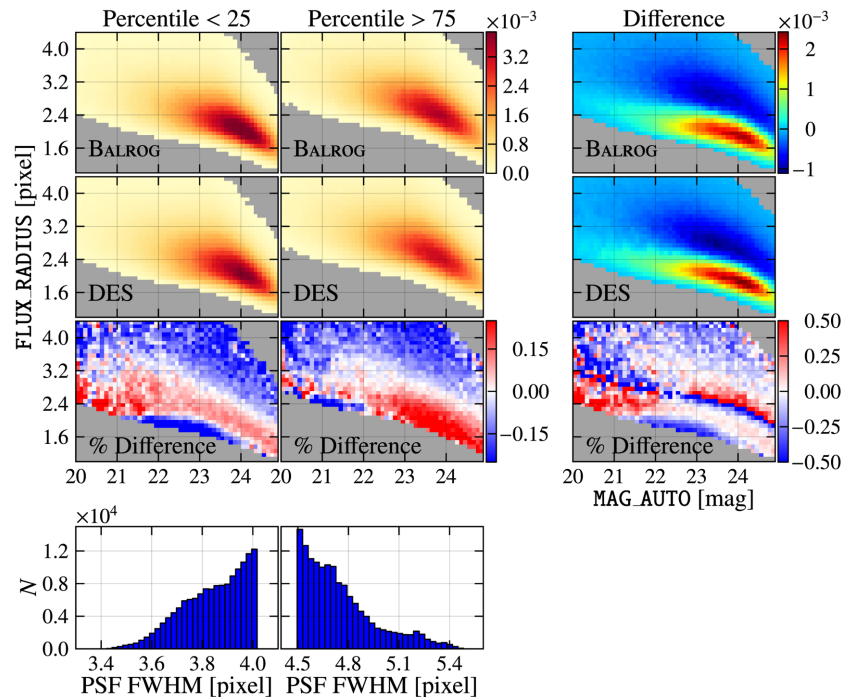 Percentile < 25
Percentile > 75
×10⁻³
Difference
×10⁻³
4.0
3.2
2.4
1.6
BALROG
BALROG
3.2
2.4
1.6
0.8
0.0
BALROG
2
1
0
−1
FLUX_RADIUS [pixel]
4.0
3.2
2.4
1.6
DES
DES
DES
4.0
3.2
2.4
1.6
% Difference
% Difference
0.15
0.00
−0.15
% Difference
0.50
0.25
0.00
−0.25
−0.50
20 21 22 23 24
20 21 22 23 24
20 21 22 23 24
MAG_AUTO [mag]
×10⁴
N
1.2
0.8
0.4
0.0
3.4 3.6 3.8 4.0
4.5 4.8 5.1 5.4
PSF FWHM [pixel]
PSF FWHM [pixel]